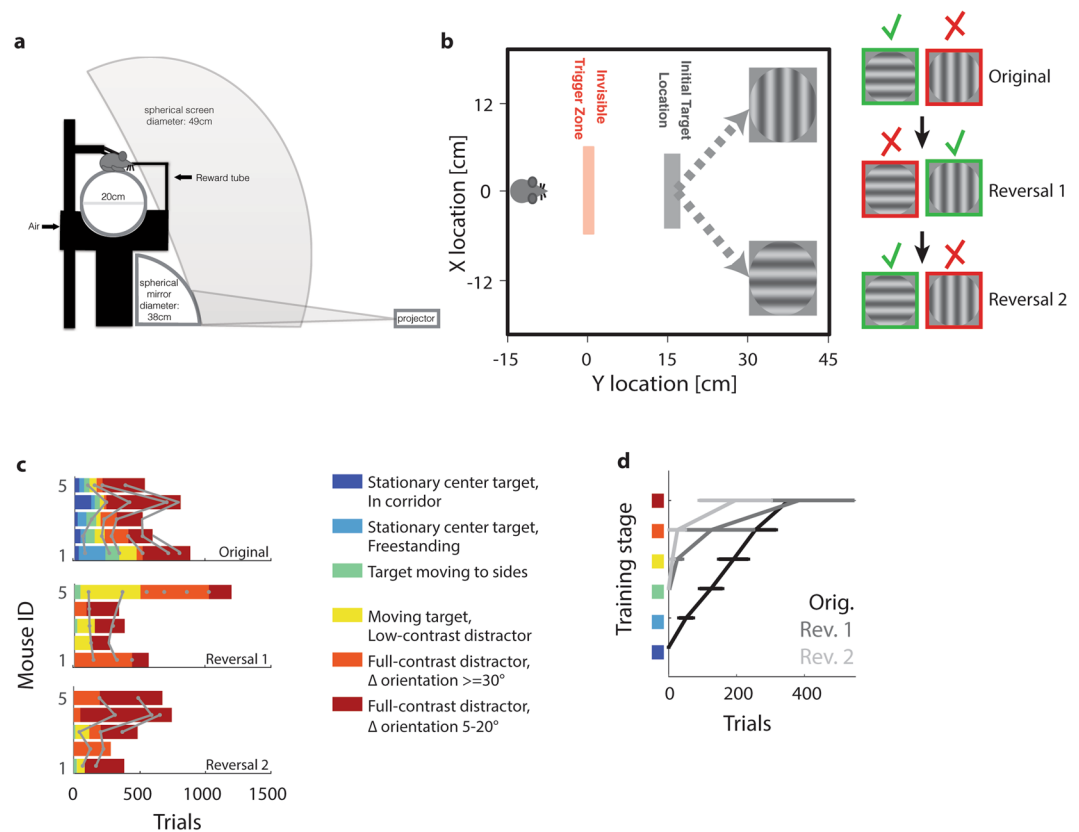 a
spherical screen
diameter: 49cm
Reward tube
20cm
Air
spherical
mirror
diameter:
38cm
projector
b
X location [cm]
12
0
-12
Invisible
Trigger Zone
Initial Target
Location
-15
0
15
30
45
Y location [cm]
Original
Reversal 1
Reversal 2
c
Mouse ID
5
1
Original
5
1
Reversal 1
5
1
Reversal 2
0
500
1000
1500
Trials
Stationary center target,
In corridor
Stationary center target,
Freestanding
Target moving to sides
Moving target,
Low-contrast distractor
Full-contrast distractor,
Δ orientation >=30°
Full-contrast distractor,
Δ orientation 5-20°
d
Training stage
Orig.
Rev. 1
Rev. 2
0
200
400
Trials